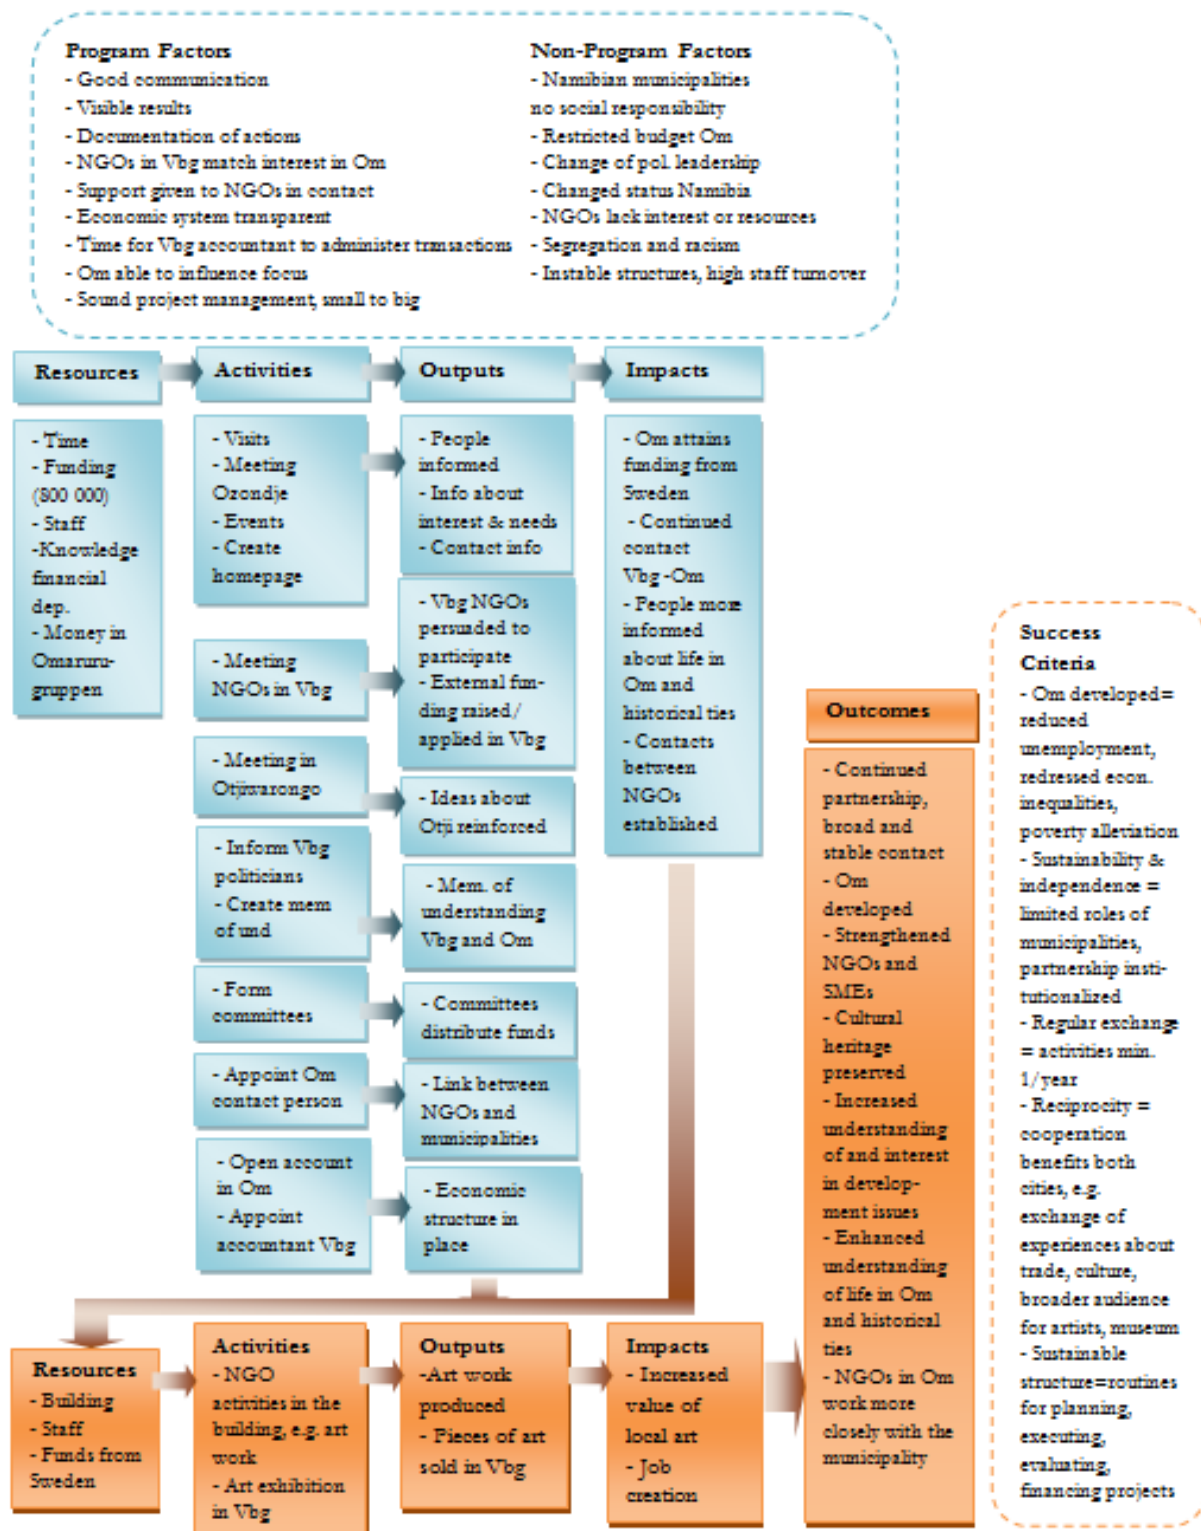 Program Factors
- Good communication
- Visible results
- Documentation of actions
- NGOs in Vbg match interest in Om
- Support given to NGOs in contact
- Economic system transparent
- Time for Vbg accountant to administer transactions
- Om able to influence focus
- Sound project management, small to big
Non-Program Factors
- Namibian municipalities
no social responsibility
- Restricted budget Om
- Change of pol. leadership
- Changed status Namibia
- NGOs lack interest or resources
- Segregation and racism
- Instable structures, high staff turnover
Resources
Activities
Outputs
Impacts
- Time
- Funding
(800 000)
- Staff
-Knowledge
financial
dep.
- Money in
Omaruru-
gruppen
- Visits
- Meeting
Ozondje
- Events
- Create
homepage
- Meeting
NGOs in Vbg
- Meeting in
Otjiwarongo
- Inform Vbg
politicians
- Create mem
of und
- Form
committees
- Appoint Om
contact person
- Open account
in Om
- Appoint
accountant Vbg
- People
informed
- Info about
interest & needs
- Contact info
- Vbg NGOs
persuaded to
participate
- External fun-
ding raised/
applied in Vbg
- Ideas about
Otji reinforced
- Mem. of
understanding
Vbg and Om
- Committees
distribute funds
- Link between
NGOs and
municipalities
- Economic
structure in
place
- Om attains
funding from
Sweden
- Continued
contact
Vbg -Om
- People more
informed
about life in
Om and
historical ties
- Contacts
between
NGOs
established
Resources
- Building
- Staff
- Funds from
Sweden
Activities
- NGO
activities in the
building, e.g. art
work
- Art exhibition
in Vbg
Outputs
-Art work
produced
- Pieces of art
sold in Vbg
Impacts
- Increased
value of
local art
- Job
creation
Outcomes
- Continued
partnership,
broad and
stable contact
- Om
developed
- Strengthened
NGOs and
SMEs
- Cultural
heritage
preserved
- Increased
understanding
of and interest
in develop-
ment issues
- Enhanced
understanding
of life in Om
and historical
ties
- NGOs in Om
work more
closely with the
municipality
Success
Criteria
- Om developed=
reduced
unemployment,
redressed econ.
inequalities,
poverty alleviation
- Sustainability &
independence =
limited roles of
municipalities,
partnership insti-
tutionalized
- Regular exchange
= activities min.
1/year
- Reciprocity =
cooperation
benefits both
cities, e.g.
exchange of
experiences about
trade, culture,
broader audience
for artists, museum
- Sustainable
structure=routines
for planning,
executing,
evaluating,
financing projects